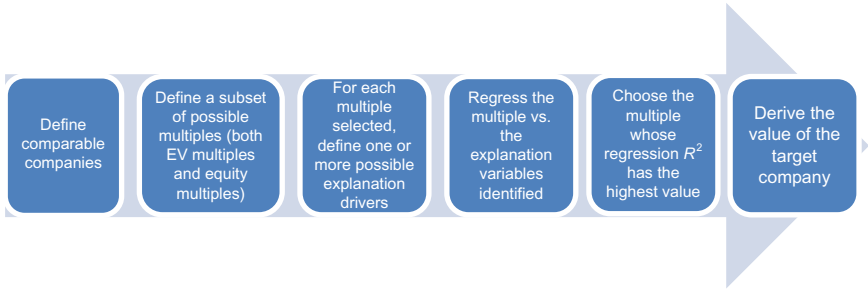 Define
comparable
companies
Define a subset
of possible
multiples (both
EV multiples
and equity
multiples)
For each
multiple
selected,
define one or
more possible
explanation
drivers
Regress the
multiple vs.
the
explanation
variables
identified
Choose the
multiple
whose
regression R²
has the
highest value
Derive the
value of the
target
company